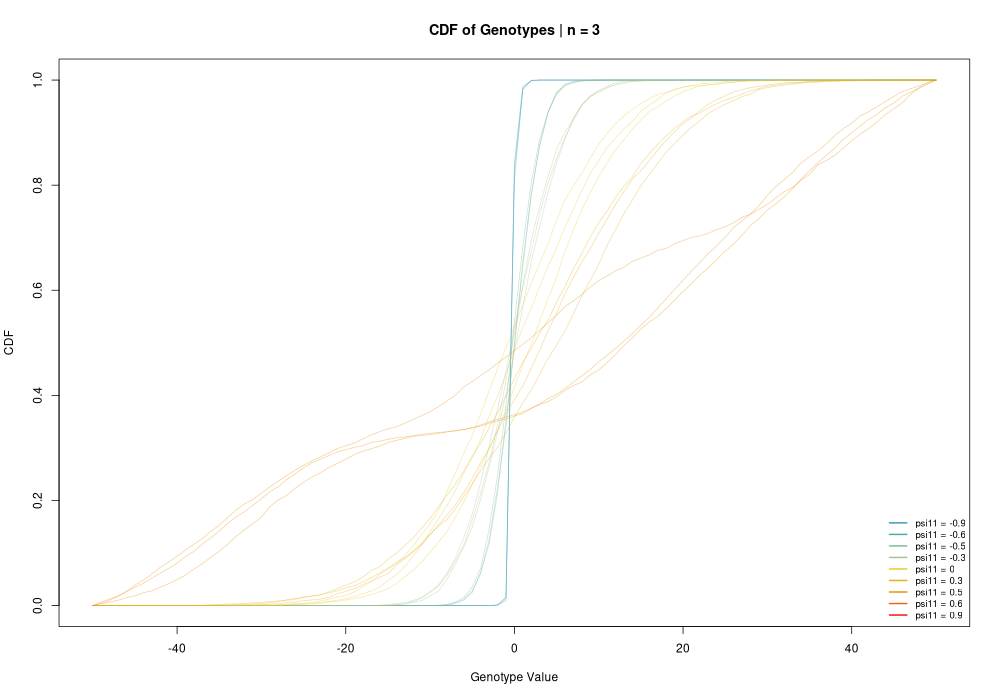 CDF of Genotypes | n = 3
CDF
1.0
0.8
0.6
0.4
0.2
0.0
psi11 = -0.9
psi11 = -0.6
psi11 = -0.5
psi11 = -0.3
psi11 = 0
psi11 = 0.3
psi11 = 0.5
psi11 = 0.6
psi11 = 0.9
-40 -20 0 20 40
Genotype Value